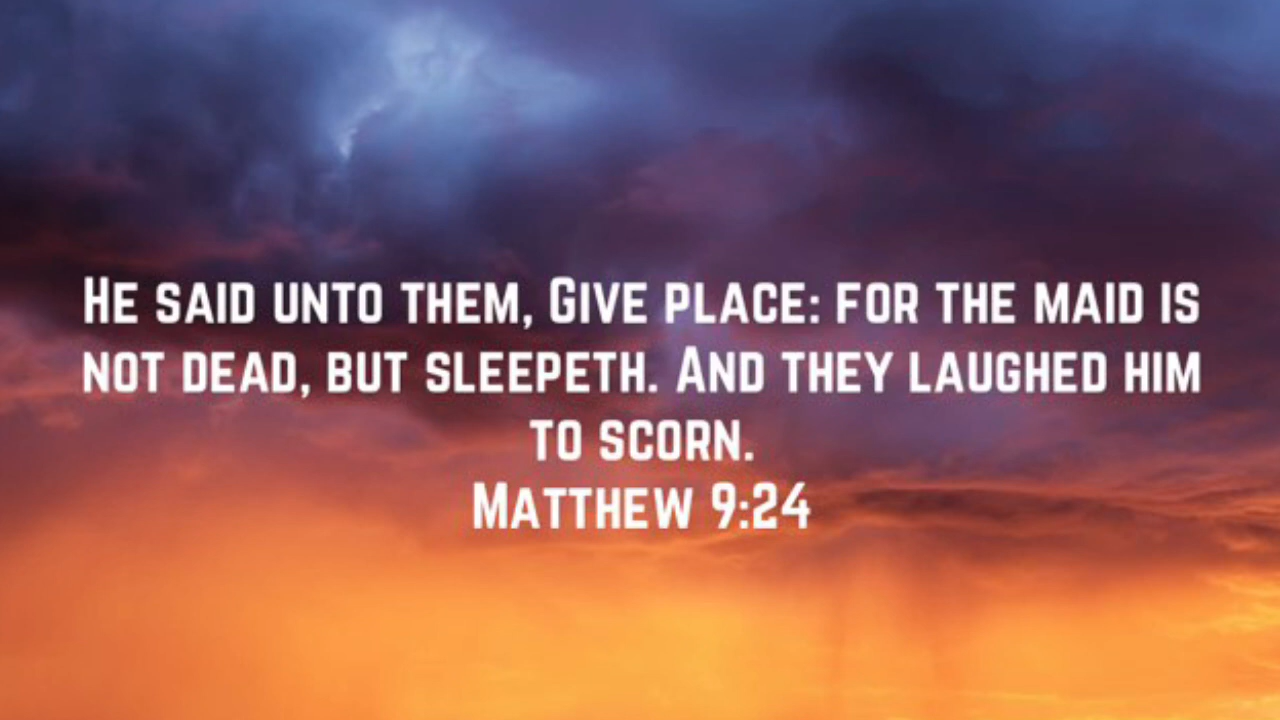 He said unto them, Give place: for the maid is
not dead, but sleepeth. And they laughed him
to scorn.
Matthew 9:24